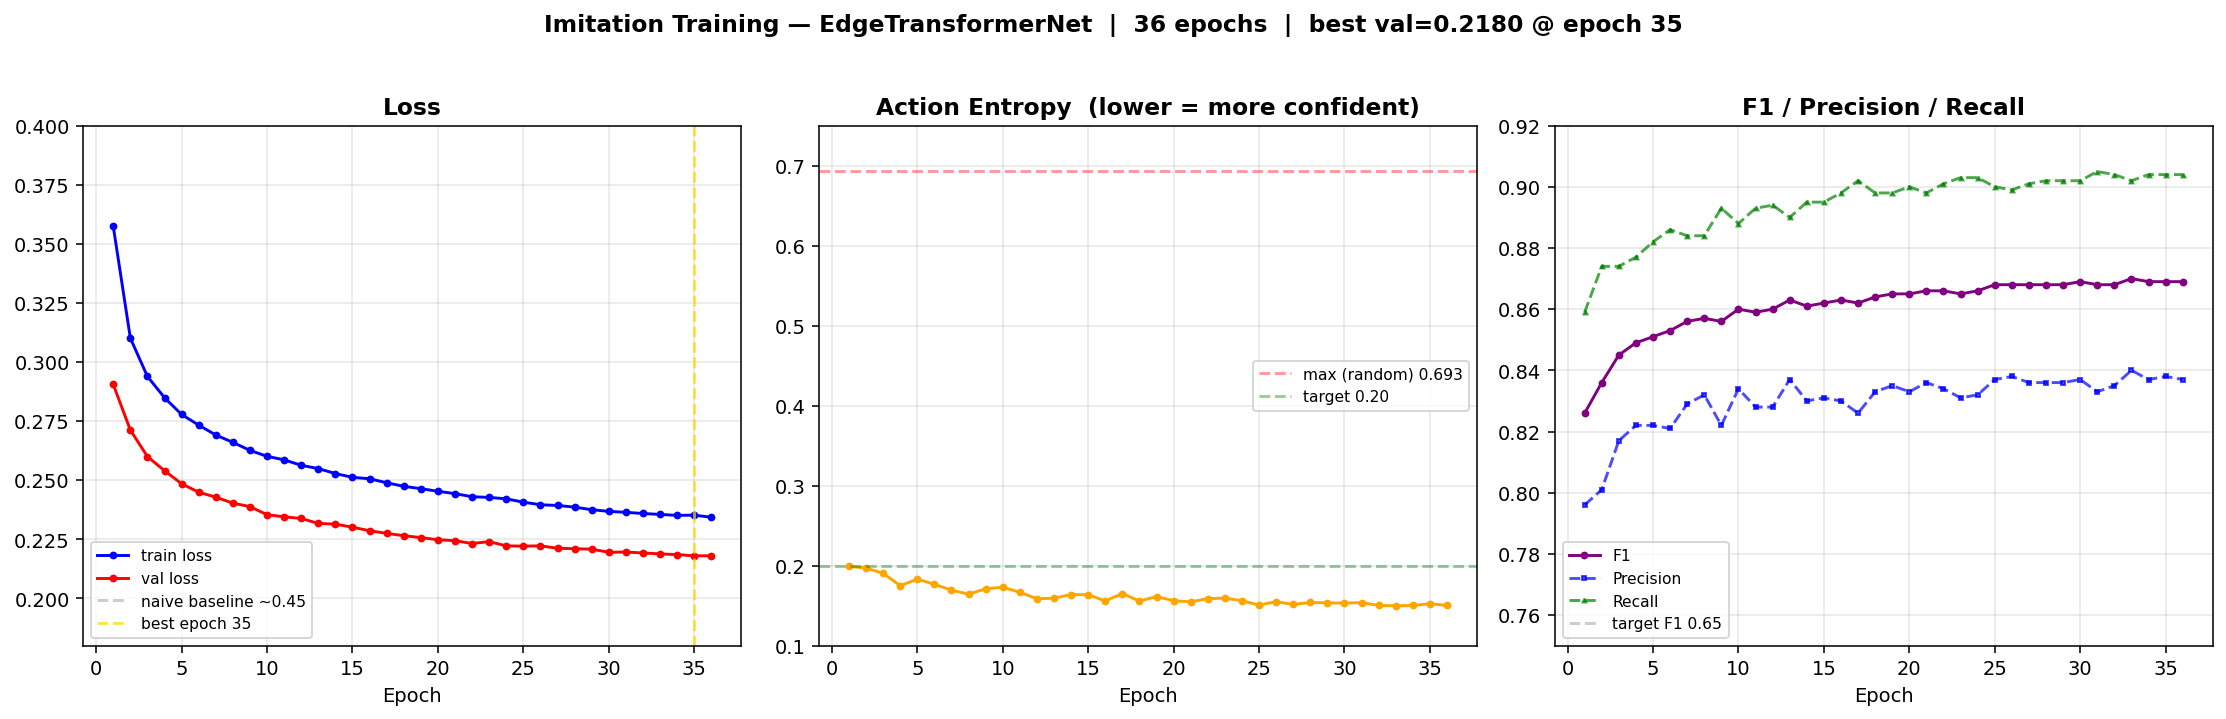 Imitation Training — EdgeTransformerNet | 36 epochs | best val=0.2180 @ epoch 35
Loss
0.400
0.375
0.350
0.325
0.300
0.275
0.250
0.225
0.200
train loss
val loss
naive baseline ~0.45
best epoch 35
0 5 10 15 20 25 30 35
Epoch
Action Entropy (lower = more confident)
0.7
0.6
0.5
0.4
0.3
0.2
0.1
max (random) 0.693
target 0.20
0 5 10 15 20 25 30 35
Epoch
F1 / Precision / Recall
0.92
0.90
0.88
0.86
0.84
0.82
0.80
0.78
0.76
F1
Precision
Recall
target F1 0.65
0 5 10 15 20 25 30 35
Epoch